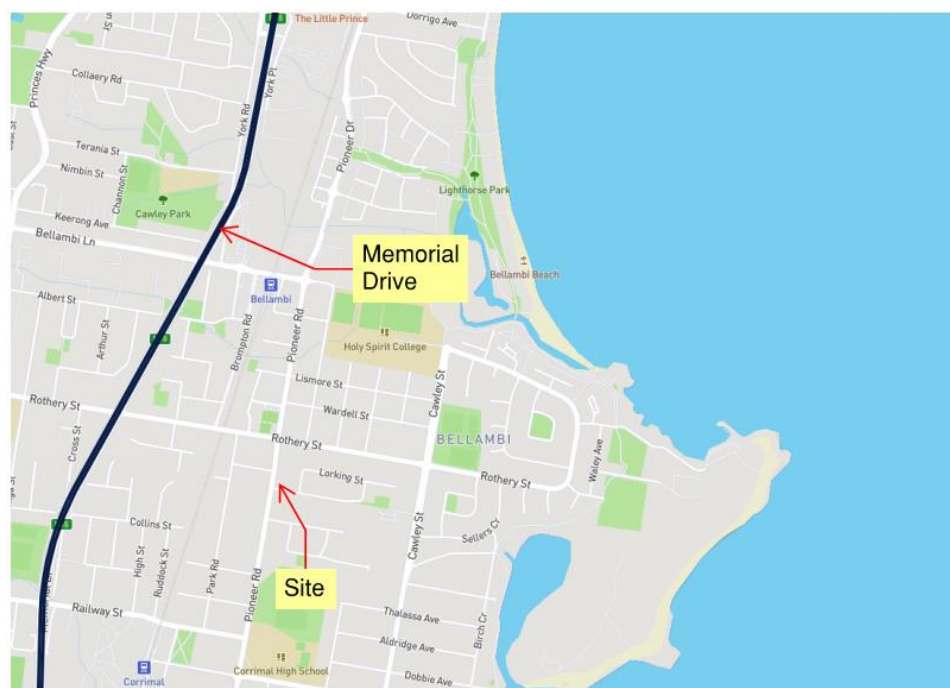 The Little Prince
Dorrigo Ave
Princes Hwy
Collaery Rd
York Pl
York Rd
Pioneer Dr
Terania St
Nimbin St
Channon St
Cawley Park
Lighthorse Park
Keerong Ave
Bellambi Ln
Memorial
Drive
Bellambi Beach
Bellambi
Albert St
Arthur St
Brompton Rd
Pioneer Rd
Holy Spirit College
Lismore St
Cawley St
Rothery St
Wardell St
Cross St
Rothery St
BELLAMBI
Waley Ave
Lorking St
Rothery St
Collins St
High St
Ruddock St
Park Rd
Pioneer Rd
Cawley St
Sellers Cr
Site
Railway St
Thalassa Ave
Birch Cr
Aldridge Ave
Corrimal High School
Corrimal
Dobbie Ave